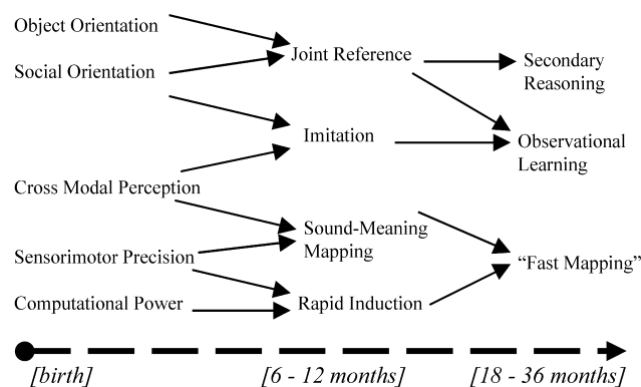 Object Orientation
Social Orientation
Joint Reference
Secondary
Reasoning
Imitation
Observational
Learning
Cross Modal Perception
Sound-Meaning
Mapping
Sensorimotor Precision
“Fast Mapping”
Computational Power
Rapid Induction
[birth]
[6 - 12 months]
[18 - 36 months]